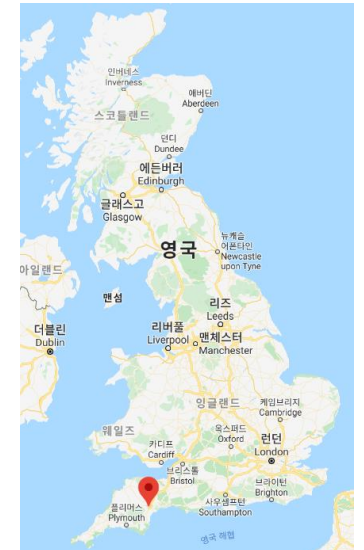 인버네스
Inverness
애버딘
Aberdeen
스코틀랜드
던디
Dundee
에든버러
Edinburgh
글래스고
Glasgow
영국
뉴캐슬
어폰타인
Newcastle
upon Tyne
아일랜드
맨섬
더블린
Dublin
리즈
Leeds
리버풀
Liverpool
맨체스터
Manchester
잉글랜드
케임브리지
Cambridge
웨일즈
옥스퍼드
Oxford
런던
London
카디프
Cardiff
브리스톨
Bristol
브라이턴
Brighton
사우샘프턴
Southampton
플리머스
Plymouth
영국 해협